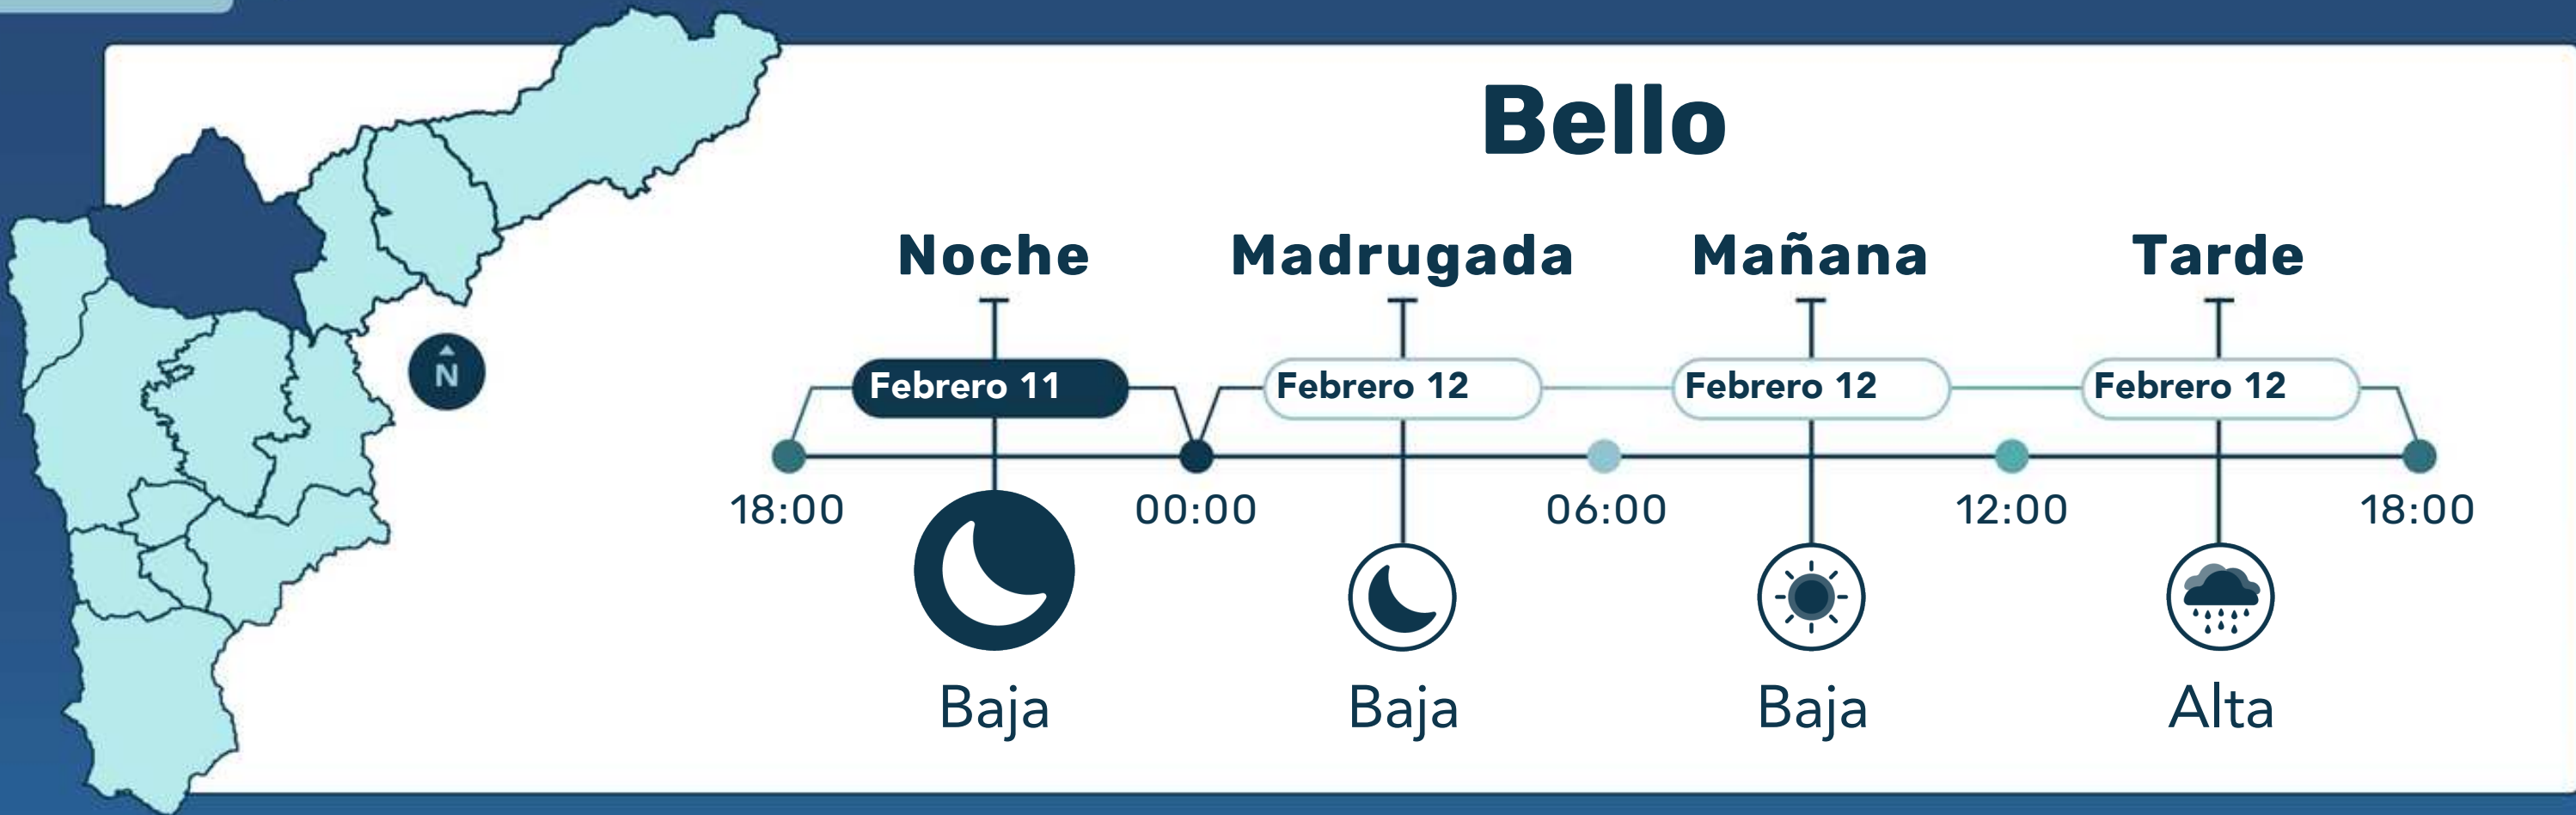 Bello
Noche Madrugada Mañana Tarde
Febrero 11 Febrero 12 Febrero 12 Febrero 12
N
18:00 00:00 06:00 12:00 18:00
Baja Baja Baja Alta